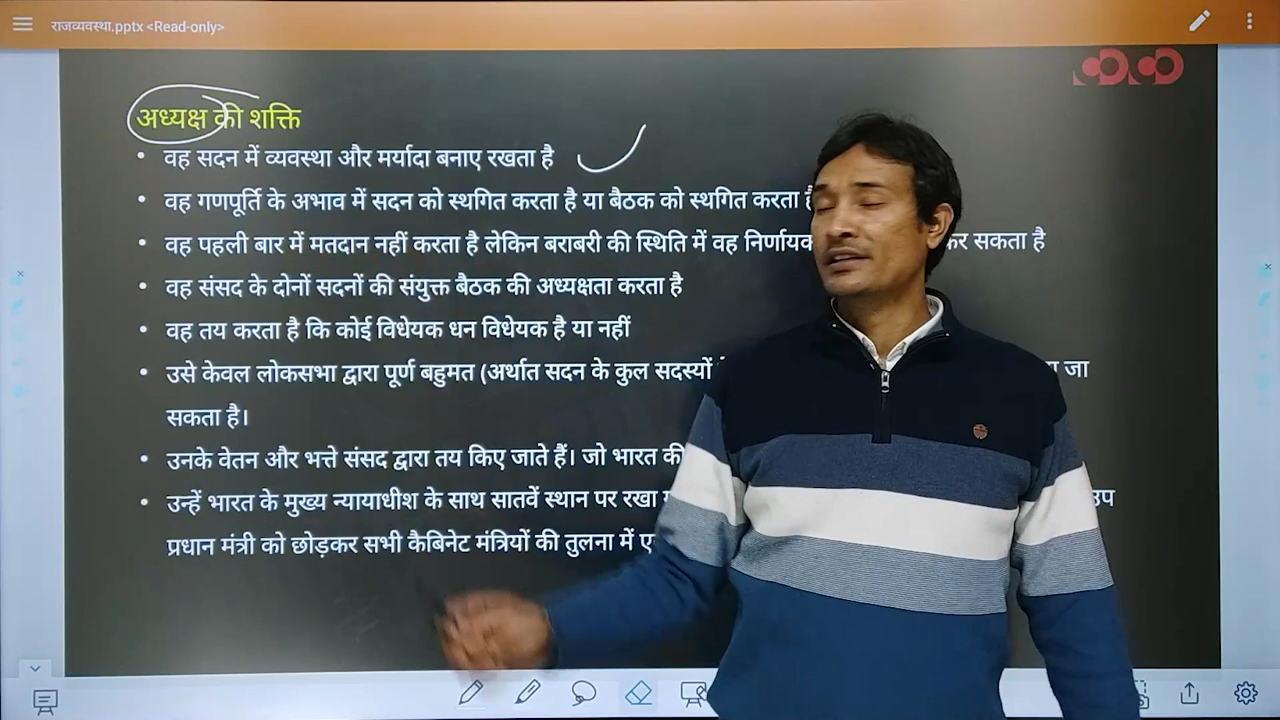 राजव्यवस्था.pptx <Read-only>
अध्यक्ष की शक्ति
• वह सदन में व्यवस्था और मर्यादा बनाए रखता है
• वह गणपूर्ति के अभाव में सदन को स्थगित करता है या बैठक को स्थगित करता
• वह पहली बार में मतदान नहीं करता है लेकिन बराबरी की स्थिति में वह निर्णायक कर सकता है
• वह संसद के दोनों सदनों की संयुक्त बैठक की अध्यक्षता करता है
• वह तय करता है कि कोई विधेयक धन विधेयक है या नहीं
• उसे केवल लोकसभा द्वारा पूर्ण बहुमत (अर्थात सदन के कुल सदस्यों जा
सकता है।
• उनके वेतन और भत्ते संसद द्वारा तय किए जाते हैं। जो भारत की
• उन्हें भारत के मुख्य न्यायाधीश के साथ सातवें स्थान पर रखा उप
प्रधान मंत्री को छोड़कर सभी कैबिनेट मंत्रियों की तुलना में